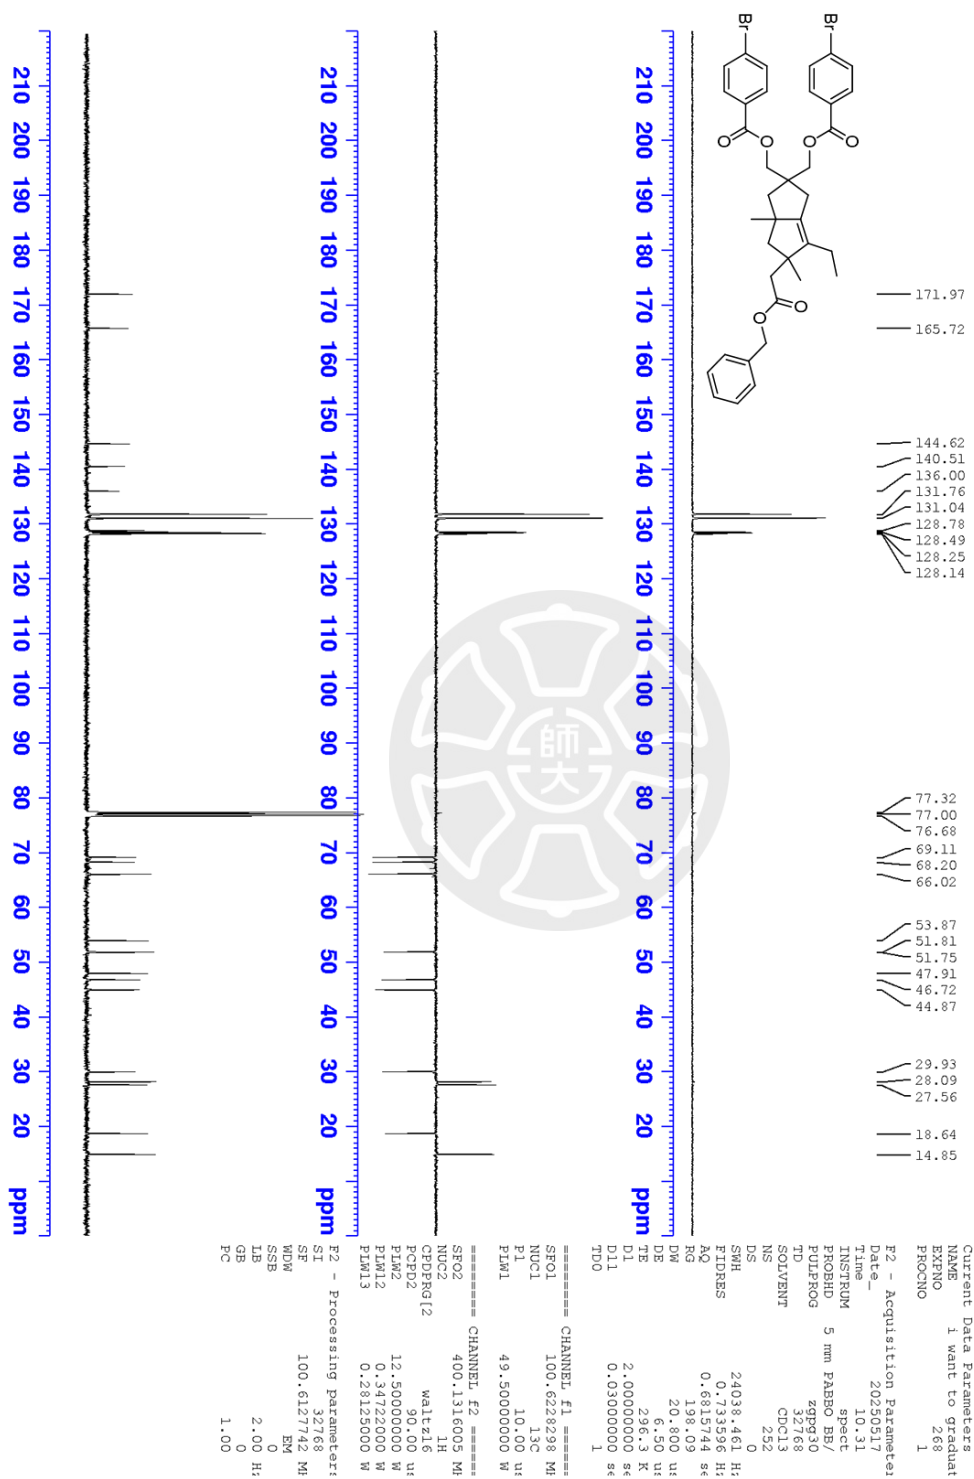 Br
Br
O
O
O
O
O
O
171.97
165.72
144.62
140.51
136.00
131.76
131.04
128.78
128.49
128.25
128.14
77.32
77.00
76.68
69.11
68.20
66.02
53.87
51.81
51.75
47.91
46.72
44.87
29.93
28.09
27.56
18.64
14.85
210 200 190 180 170 160 150 140 130 120 110 100 90 80 70 60 50 40 30 20 ppm
210 200 190 180 170 160 150 140 130 120 110 100 90 80 70 60 50 40 30 20 ppm
210 200 190 180 170 160 150 140 130 120 110 100 90 80 70 60 50 40 30 20 ppm
師大
Current Data Parameters
NAME i want to graduat
EXPNO 268
PROCNO 1
F2 - Acquisition Parameter
Date_ 20250517
Time 10.31
INSTRUM spect
PROBHD 5 mm PABBO BB/
PULPROG zgpg30
TD 32768
SOLVENT CDCl3
NS 252
DS 0
SWH 24038.461 Hz
FIDRES 0.733596 Hz
AQ 0.6815744 se
RG 198.09
DW 20.800 us
DE 6.50 us
TE 296.3 K
D1 2.00000000 se
D11 0.03000000 se
TD0 1
======== CHANNEL f1 =======
SFO1 100.6228298 MH
NUC1 13C
P1 10.00 us
PLW1 49.50000000 W
======== CHANNEL f2 =======
SFO2 400.1316005 MH
NUC2 1H
CPDPRG[2 waltz16
PCPD2 90.00 us
PLW2 12.50000000 W
PLW12 0.34722000 W
PLW13 0.28125000 W
F2 - Processing parameters
SI 32768
SF 100.6127742 MH
WDW EM
SSB 0
LB 2.00 Hz
GB 0
PC 1.00